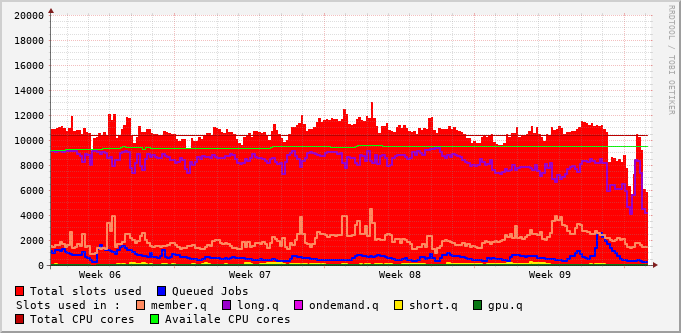 20000
18000
16000
14000
12000
10000
8000
6000
4000
2000
0
Week 06 Week 07 Week 08 Week 09
RRDTOOL / TOBI OETIKER
Total slots used Queued Jobs
Slots used in : member.q long.q ondemand.q short.q gpu.q
Total CPU cores Availale CPU cores